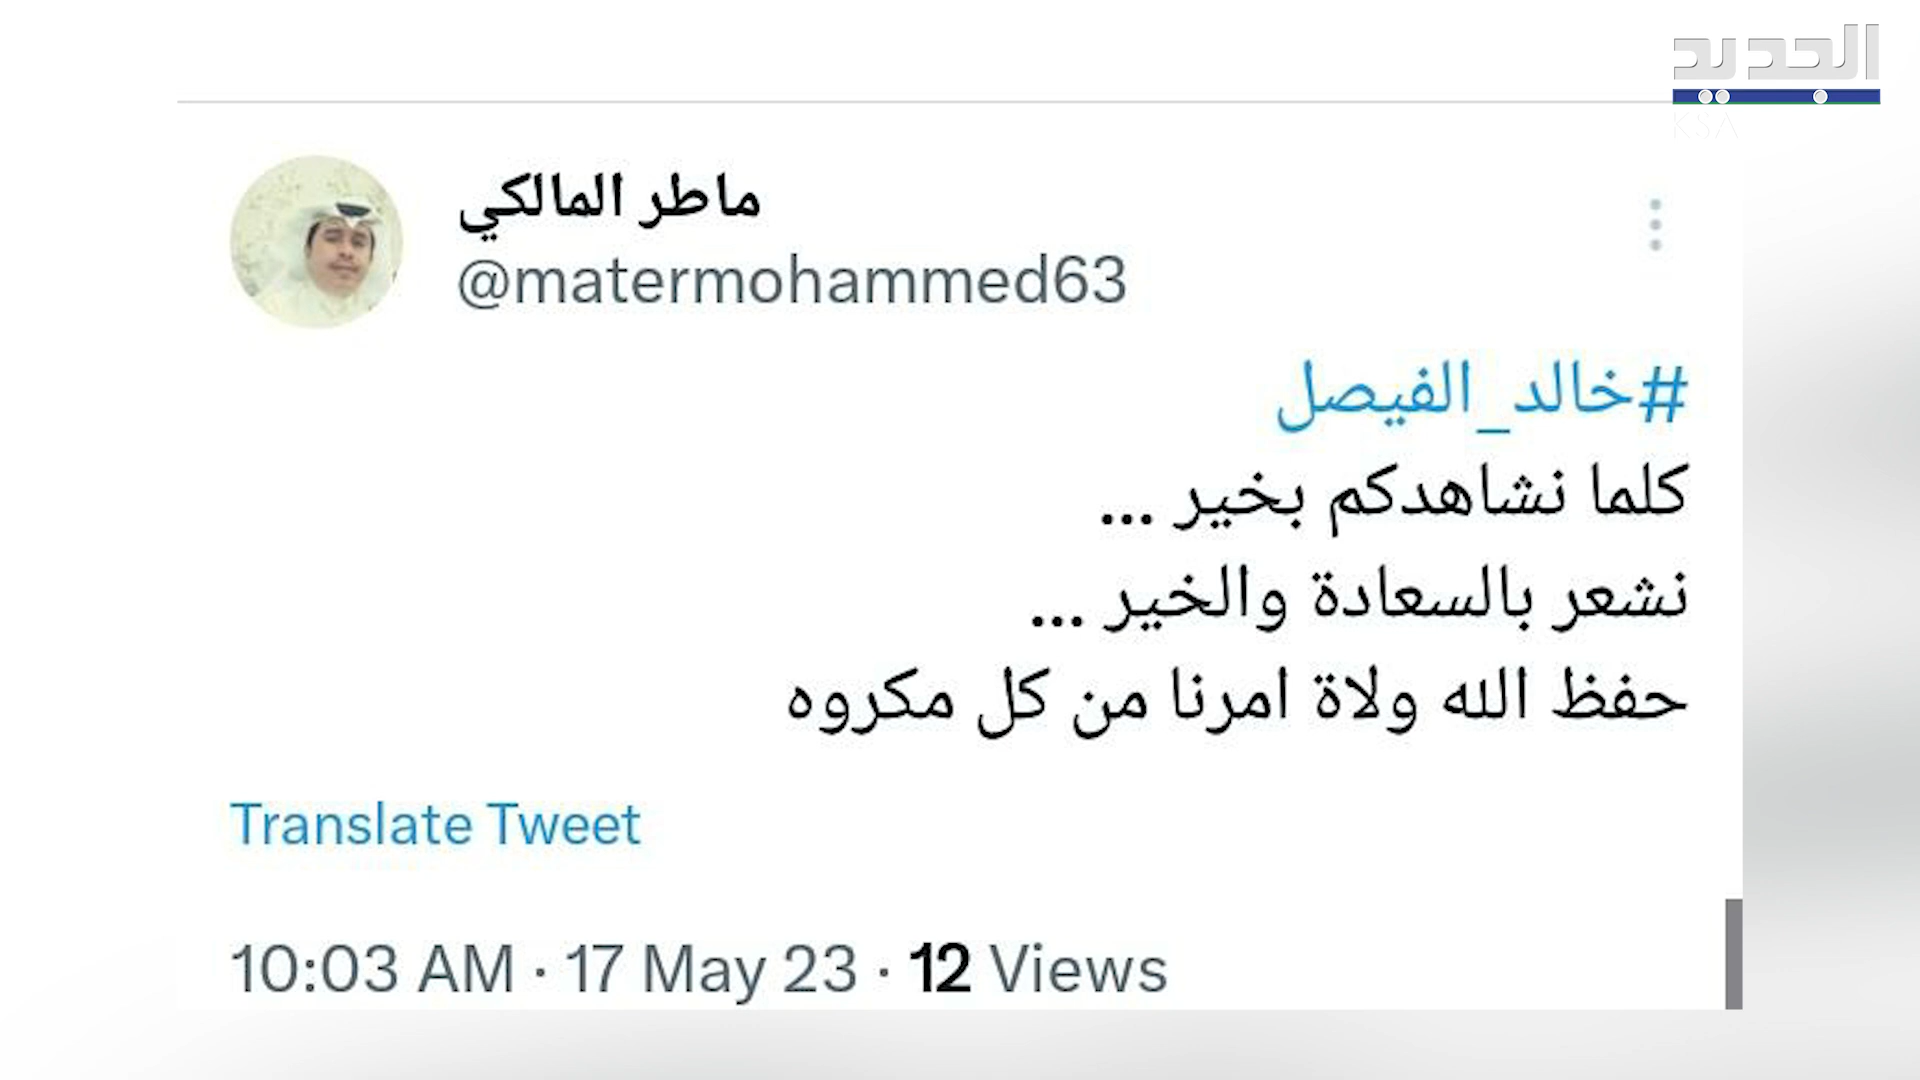 الجديد
KSA
ماطر المالكي
@matermohammed63
#خالد_الفيصل
كلما نشاهدكم بخير ...
نشعر بالسعادة والخير ...
حفظ الله ولاة امرنا من كل مكروه
Translate Tweet
10:03 AM · 17 May 23 · 12 Views